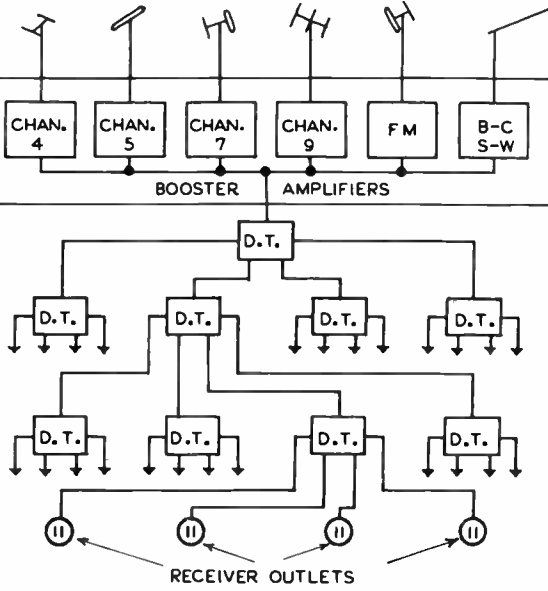 CHAN. 4
CHAN. 5
CHAN. 7
CHAN. 9
FM
B-C S-W
BOOSTER AMPLIFIERS
D.T.
D.T.
D.T.
D.T.
D.T.
D.T.
D.T.
D.T.
D.T.
RECEIVER OUTLETS